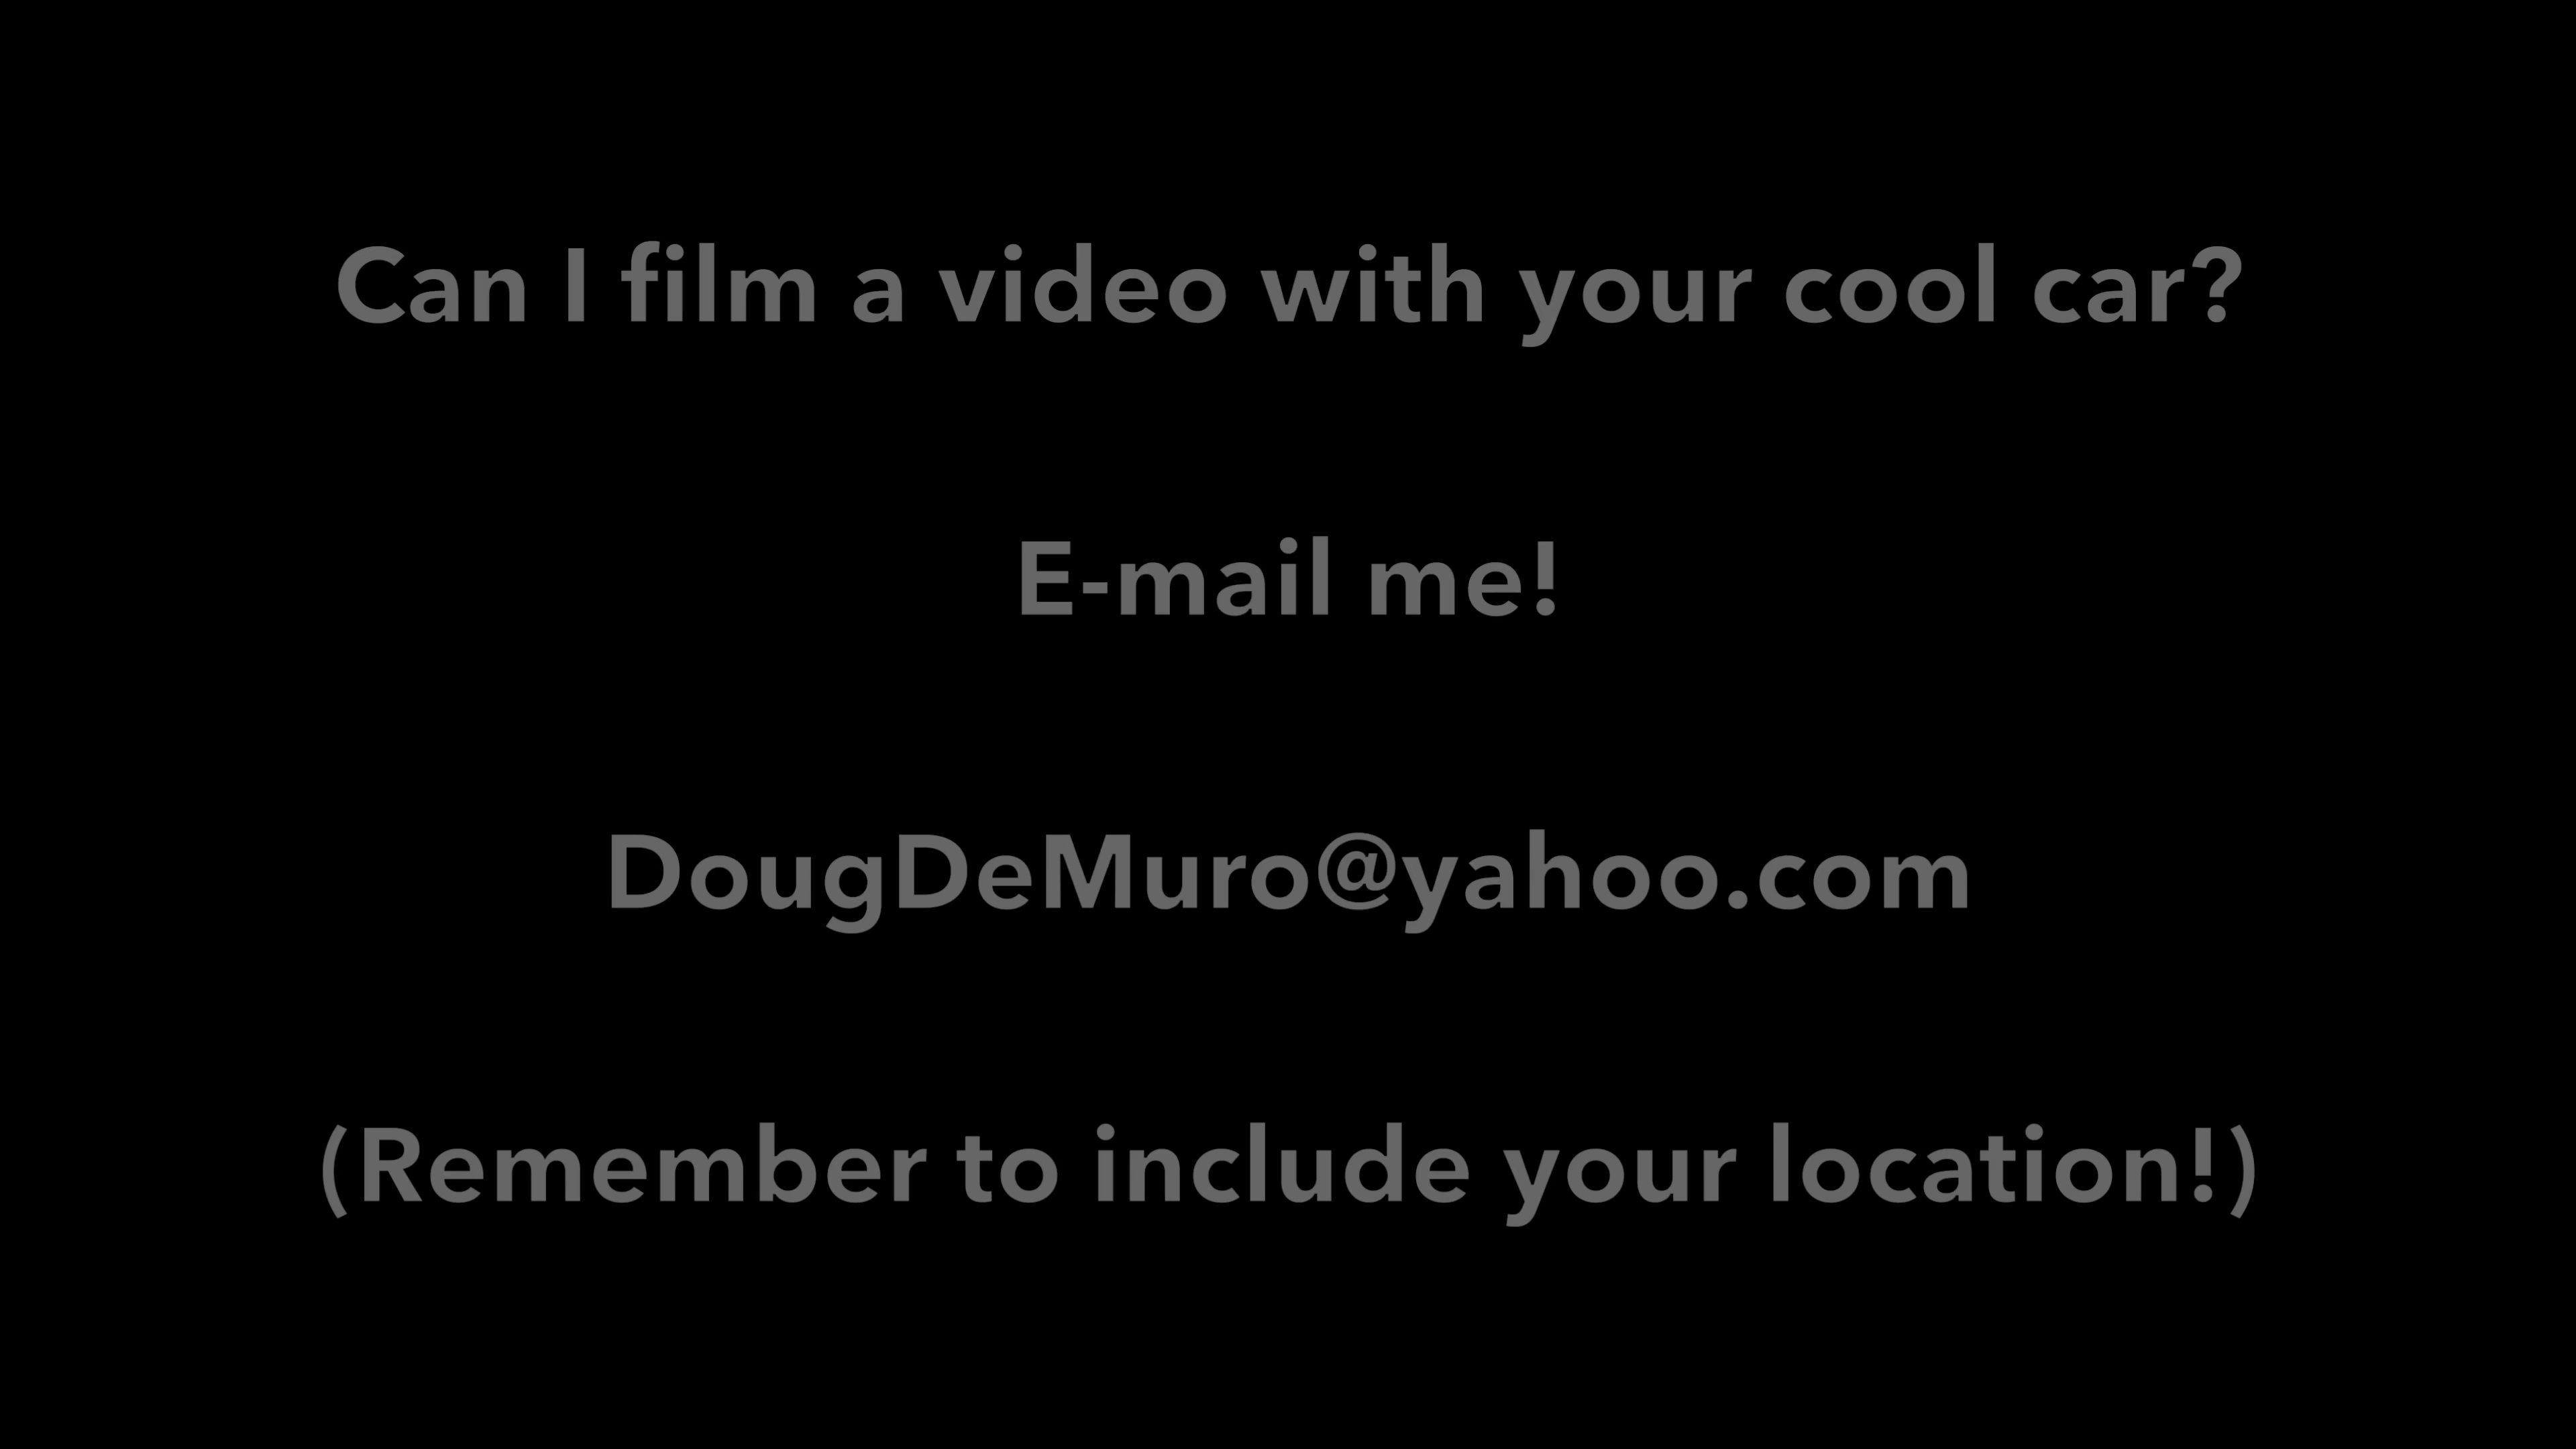 Can I film a video with your cool car?
E-mail me!
DougDeMuro@yahoo.com
(Remember to include your location!)